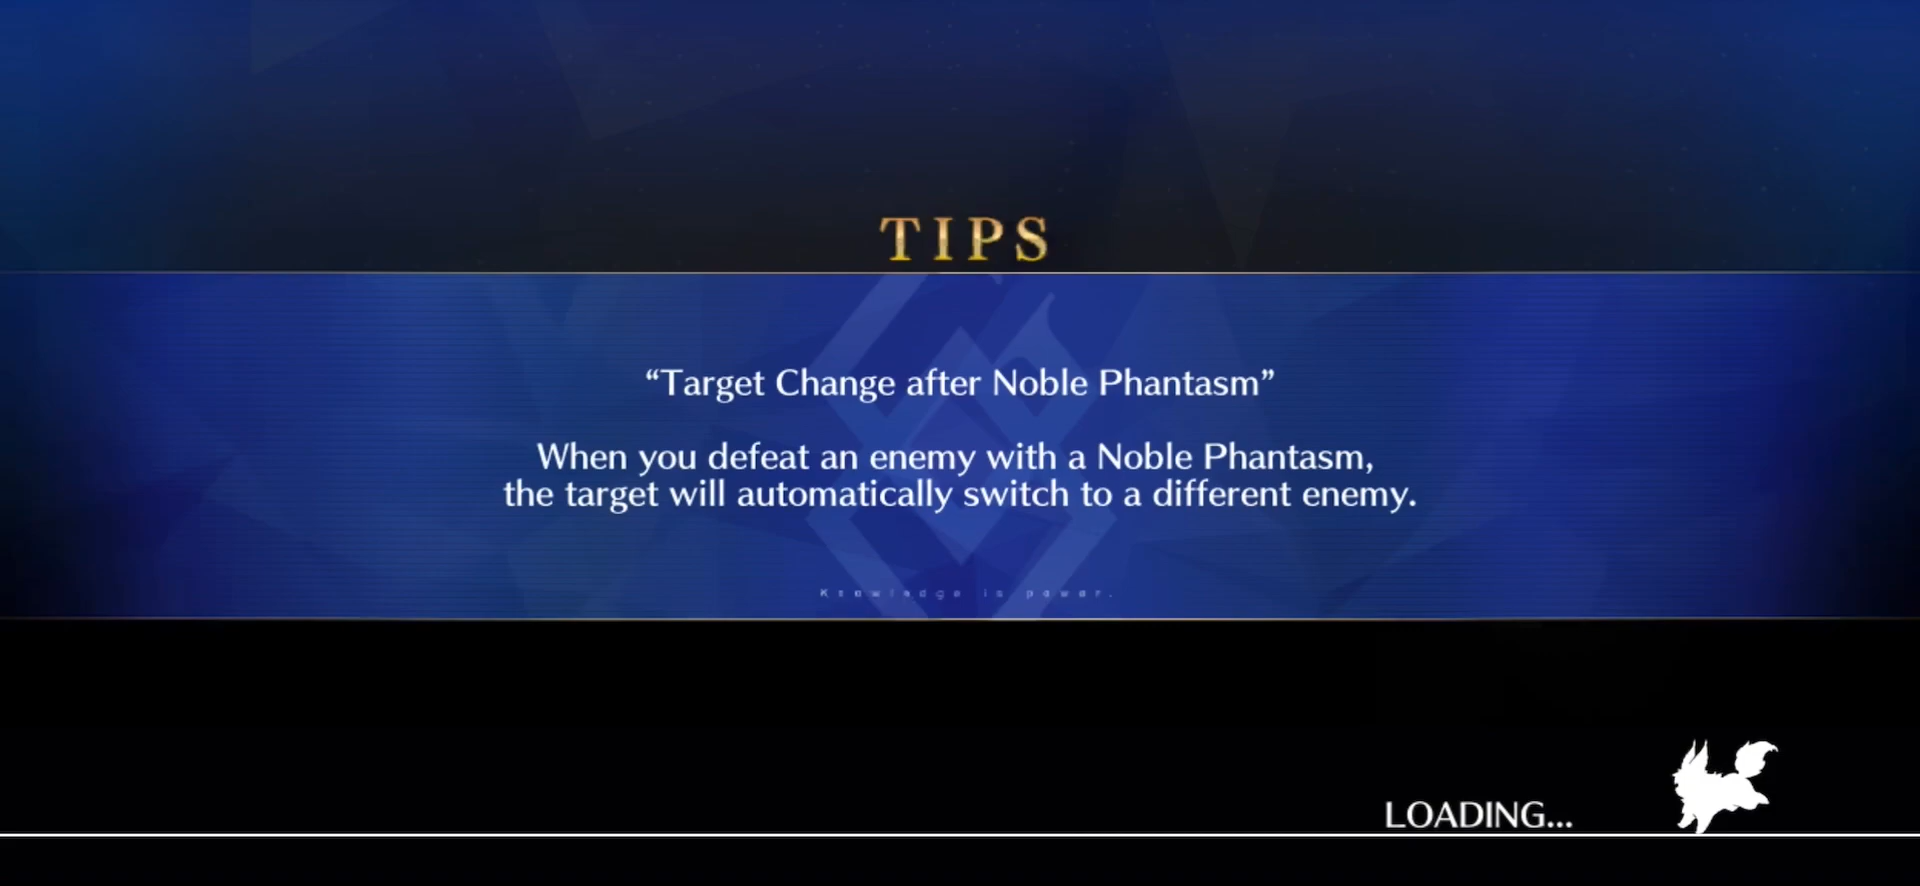 TIPS
“Target Change after Noble Phantasm”
When you defeat an enemy with a Noble Phantasm,
the target will automatically switch to a different enemy.
Knowledge is power.
LOADING...